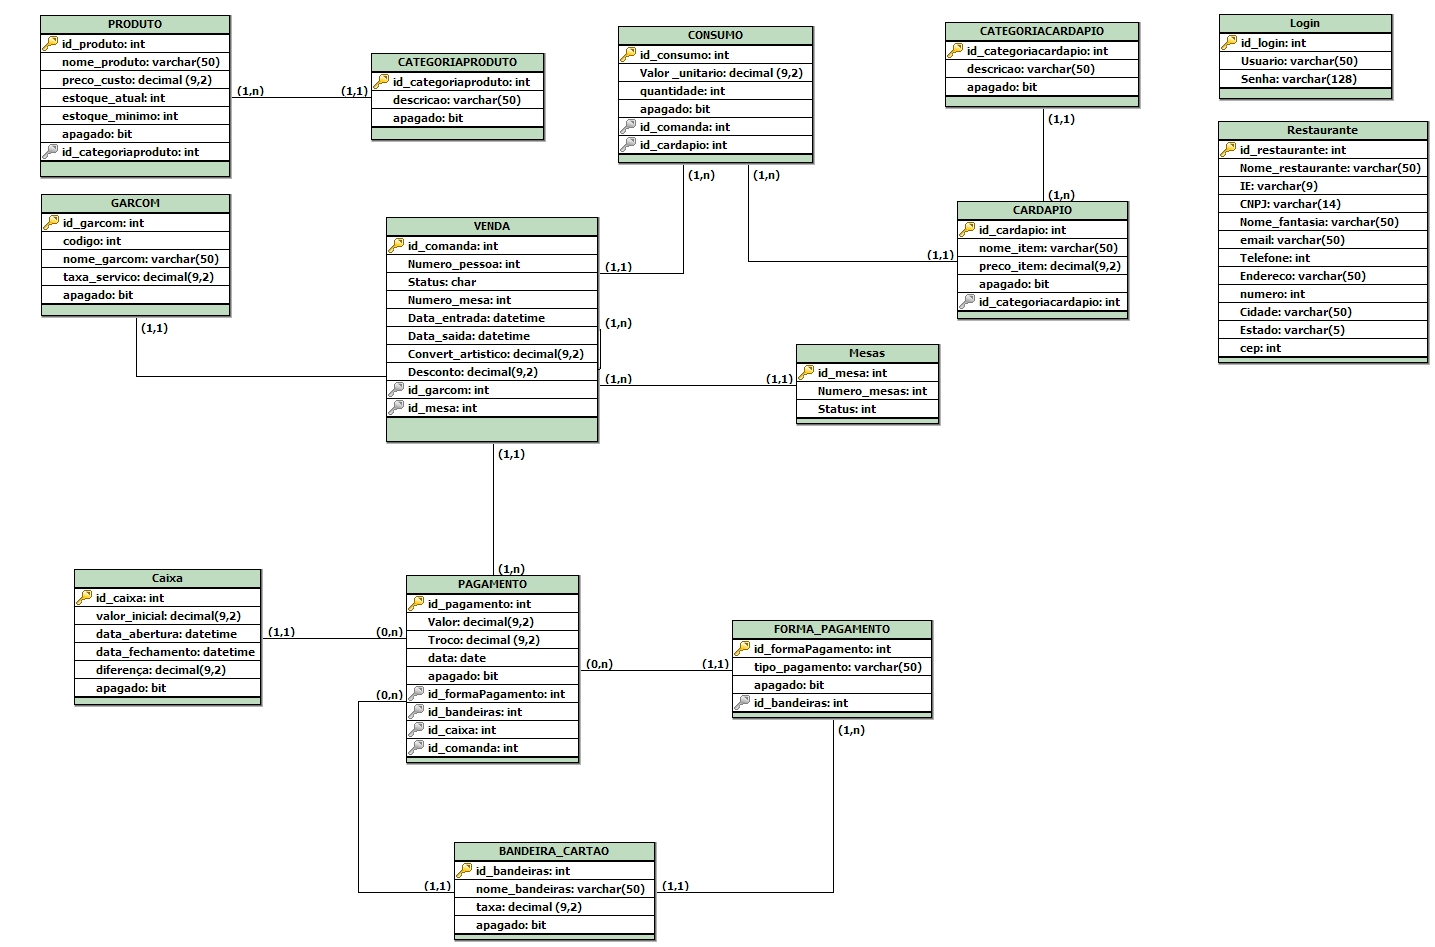 PRODUTO
id_produto: int
nome_produto: varchar(50)
preco_custo: decimal (9,2)
estoque_atual: int
estoque_minimo: int
apagado: bit
id_categoriaproduto: int
(1,n)
(1,1)
CATEGORIAPRODUTO
id_categoriaproduto: int
descricao: varchar(50)
apagado: bit
CONSUMO
id_consumo: int
Valor _unitario: decimal (9,2)
quantidade: int
apagado: bit
id_comanda: int
id_cardapio: int
(1,n)
(1,n)
CATEGORIACARDAPIO
id_categoriacardapio: int
descricao: varchar(50)
apagado: bit
(1,1)
(1,n)
Login
id_login: int
Usuario: varchar(50)
Senha: varchar(128)
Restaurante
id_restaurante: int
Nome_restaurante: varchar(50)
IE: varchar(9)
CNPJ: varchar(14)
Nome_fantasia: varchar(50)
email: varchar(50)
Telefone: int
Endereco: varchar(50)
numero: int
Cidade: varchar(50)
Estado: varchar(5)
cep: int
GARCOM
id_garcom: int
codigo: int
nome_garcom: varchar(50)
taxa_servico: decimal(9,2)
apagado: bit
(1,1)
VENDA
id_comanda: int
Numero_pessoa: int
Status: char
Numero_mesa: int
Data_entrada: datetime
Data_saida: datetime
Convert_artistico: decimal(9,2)
Desconto: decimal(9,2)
id_garcom: int
id_mesa: int
(1,1)
(1,n)
(1,n)
(1,1)
(1,1)
CARDAPIO
id_cardapio: int
nome_item: varchar(50)
preco_item: decimal(9,2)
apagado: bit
id_categoriacardapio: int
(1,1)
Mesas
id_mesa: int
Numero_mesas: int
Status: int
(1,n)
Caixa
id_caixa: int
valor_inicial: decimal(9,2)
data_abertura: datetime
data_fechamento: datetime
diferença: decimal(9,2)
apagado: bit
(1,1)
(0,n)
(0,n)
PAGAMENTO
id_pagamento: int
Valor: decimal(9,2)
Troco: decimal (9,2)
data: date
apagado: bit
id_formaPagamento: int
id_bandeiras: int
id_caixa: int
id_comanda: int
(0,n)
(1,1)
FORMA_PAGAMENTO
id_formaPagamento: int
tipo_pagamento: varchar(50)
apagado: bit
id_bandeiras: int
(1,n)
BANDEIRA_CARTAO
id_bandeiras: int
nome_bandeiras: varchar(50)
taxa: decimal (9,2)
apagado: bit
(1,1)
(1,1)